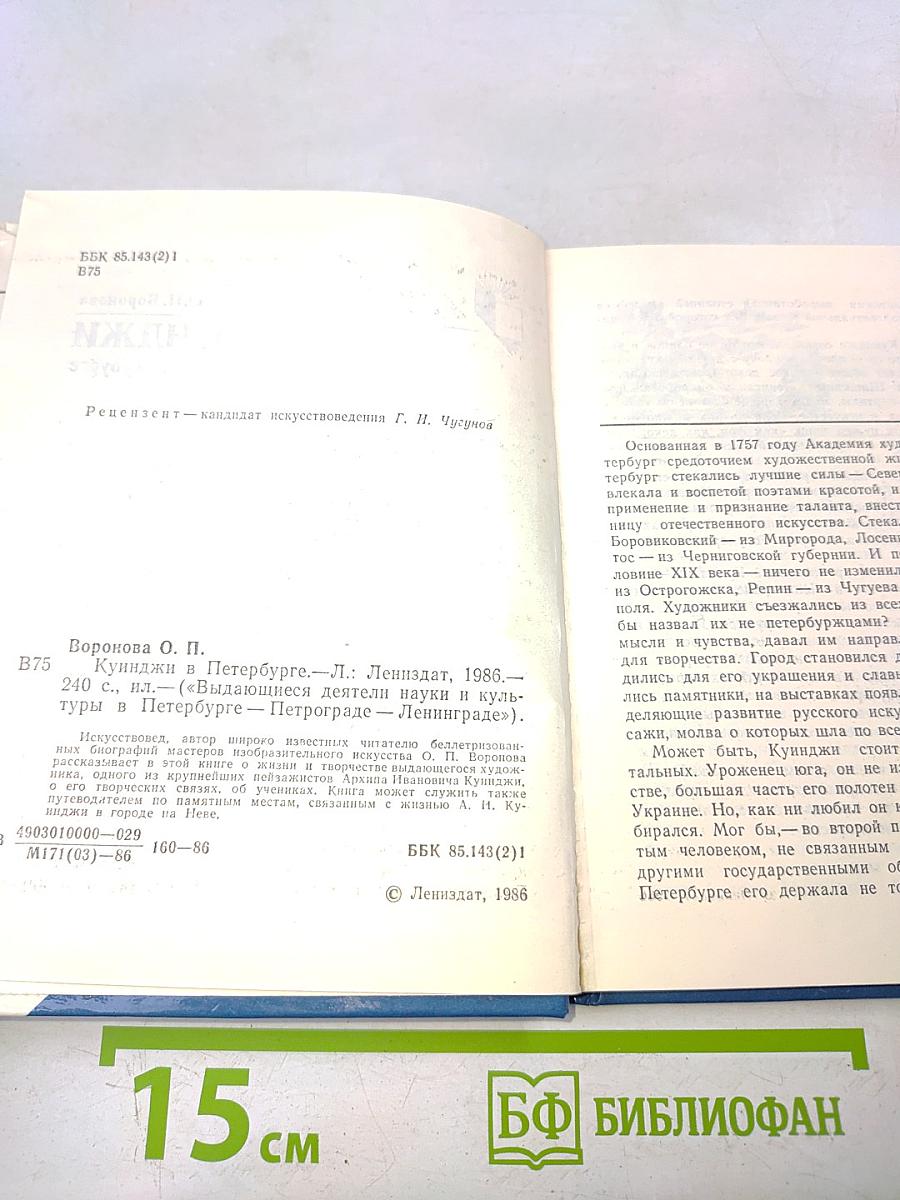 ББК 85.143(2)1
В75
Рецензент — кандидат искусствоведения Г. Н. Чугунов
Воронова О. П.
В75 Куинджи в Петербурге.—Л.: Лениздат, 1986.—
240 с., ил.— («Выдающиеся деятели науки и куль-
туры в Петербурге — Петрограде — Ленинграде»).
Искусствовед, автор широко известных читателю беллетризован-
ных биографий мастеров изобразительного искусства О. П. Воронова
рассказывает в этой книге о жизни и творчестве выдающегося худож-
ника, одного из крупнейших пейзажистов Архипа Ивановича Куинджи,
о его творческих связях, об учениках. Книга может служить также
путеводителем по памятным местам, связанным с жизнью А. И. Ку-
инджи в городе на Неве.
4903010000—029
М171(03)—86
160—86
ББК 85.143(2)1
© Лениздат, 1986
Основанная в 1757 году Академия худ
тербург средоточием художественной жи
тербург стекались лучшие силы — Севе
влекала и воспетой поэтами красотой, и
применение и признание таланта, внест
ницу отечественного искусства. Стека
Боровиковский — из Миргорода, Лосен
тос — из Черниговской губернии. И п
ловине XIX века — ничего не изменил
из Острогожска, Репин — из Чугуева
поля. Художники съезжались из все
бы назвал их не петербуржцами?
мысли и чувства, давал им направл
для творчества. Город становился
дились для его украшения и слав
лись памятники, на выставках появл
деляющие развитие русского иску
сажи, молва о которых шла по все
Может быть, Куинджи стоит
тальных. Уроженец юга, он не и
стве, большая часть его полотен
Украине. Но, как ни любил он
бирался. Мог бы,— во второй п
тым человеком, не связанным
другими государственными об
Петербурге его держала не то
15 см
БФ БИБЛИОФАН